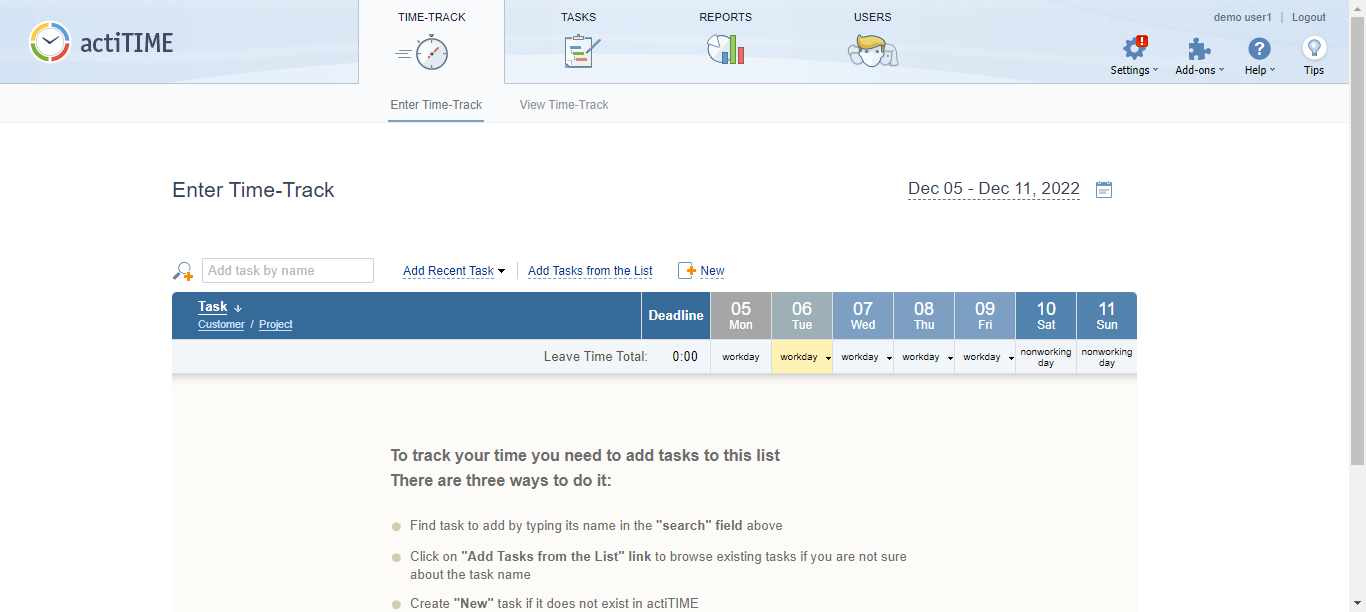 TIME-TRACK TASKS REPORTS USERS
demo user1 | Logout
actiTIME
Settings Add-ons Help Tips
Enter Time-Track View Time-Track
Enter Time-Track
Dec 05 - Dec 11, 2022
Add task by name Add Recent Task Add Tasks from the List New
Task ↓ Deadline 05 06 07 08 09 10 11
Customer / Project Mon Tue Wed Thu Fri Sat Sun
Leave Time Total: 0:00 workday workday workday workday workday nonworking day nonworking day
To track your time you need to add tasks to this list
There are three ways to do it:
Find task to add by typing its name in the "search" field above
Click on "Add Tasks from the List" link to browse existing tasks if you are not sure
about the task name
Create "New" task if it does not exist in actiTIME